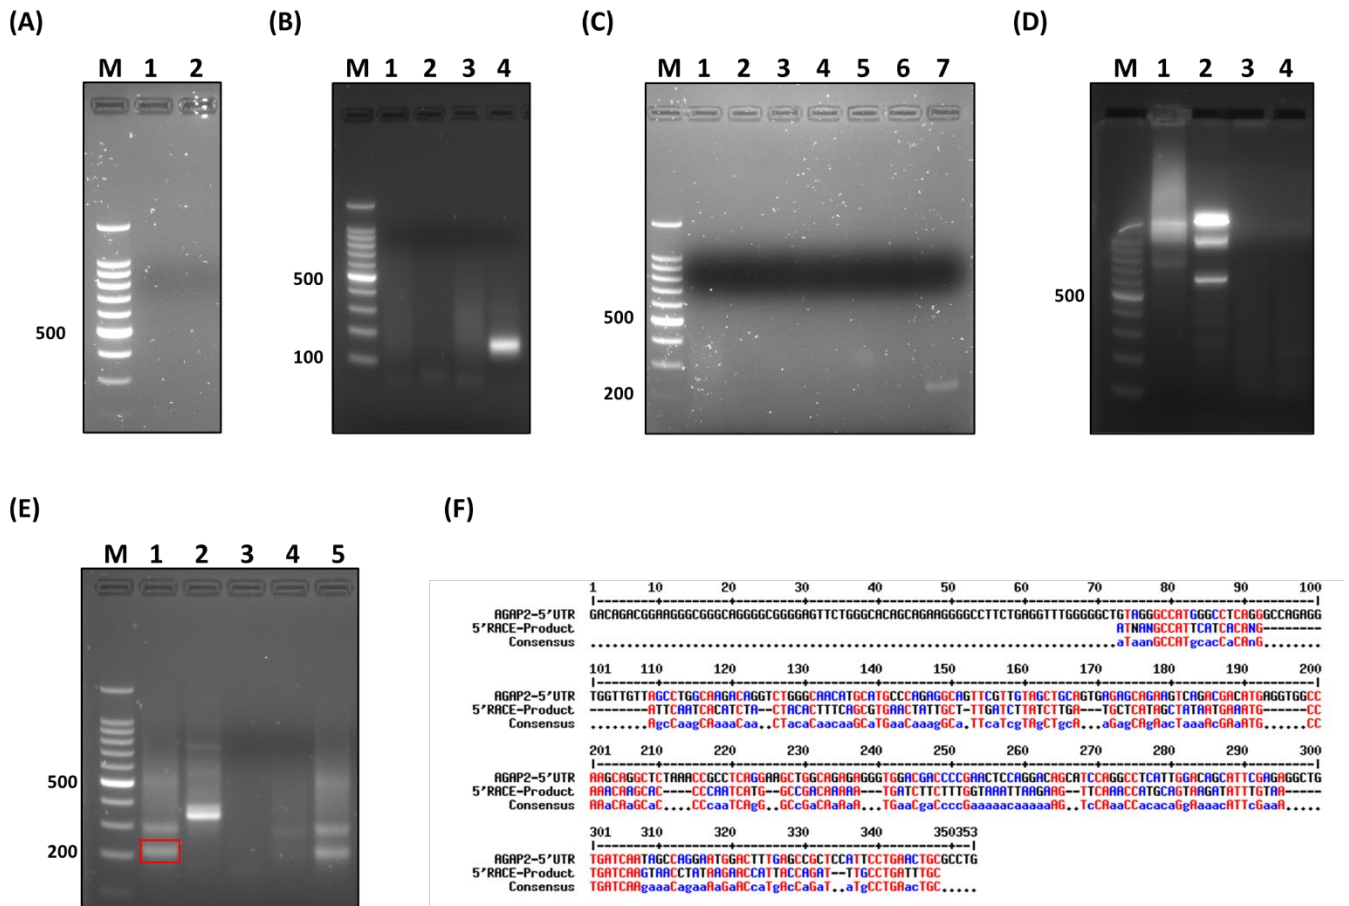 (A)
(B)
(C)
(D)
M 1 2
M 1 2 3 4
M 1 2 3 4 5 6 7
M 1 2 3 4
500
500
100
500
200
500
(E)
(F)
M 1 2 3 4 5
500
200
1 10 20 30 40 50 60 70 80 90 100
AGAP2-5'UTR GACAGACGGAAGGGCGGGCAGGGGCGGGGAGTTCTGGGCACAGCAGAAGGGGCCTTCTGAGGTTTGGGGGCTGTAGGGCCATGGGCCTCAGGGCCAGAGG
5'RACE-Product ATNANGCCATTCATCACANG-------
Consensus ........................................................................aTaanGCCATgcacCaCAnG.......
101 110 120 130 140 150 160 170 180 190 200
AGAP2-5'UTR TGGTTGTTAGCCTGGCAAGACAGGTCTGGGCAACATGCATGCCCAGAGGCAGTTCGTTGTAGCTGCAGTGAGAGCAGAAGTCAGACGACATGAGGTGGCC
5'RACE-Product --------ATTCAATCACATCTA--CTACACTTTCAGCGTGAACTATTGCT-TTGATCTTATCTTGA--TGCTCATAGCTATAATGAAATG------CC
Consensus ........AgcCaagCAaaaCaa..CTacaCaacaaGCaTGaaCaaaGGCa.TTcaTCgTAgCTgCA..aGagCAgAacTaaaAcGAaATG......CC
201 210 220 230 240 250 260 270 280 290 300
AGAP2-5'UTR AAGCAGGCTCTAAACCGCCTCAGGAAGCTGGCAGAGAGGGTGGACGACCCCGAACTCCAGGACAGCATCCAGGCCTCATTGGACAGCATTCGAGAGGCTG
5'RACE-Product AAACAAGCAC----CCCAATCATG--GCCGACAAAAA--TGATCTTCTTTGGTAAATTAAGAAG--TTCAAACCATGCAGTAAGATATTTGTAA------
Consensus AAaCAaGCaC....CCcaaTCAgG..gCCGAcAaAaA..TGaacGaCcccGaaaaacaaaaaAG..TcCAaaCCacacaGgAaaacATTcGaaA.....
301 310 320 330 340 350353
AGAP2-5'UTR TGATCAATAGCCAGGAATGGACTTTGAGCCGCTCCATTCCTGAACTGCGCCTG
5'RACE-Product TGATCAAGTAACCTATAAGAACCATTACCAGAT--TTGCCTGATTTGC
Consensus TGATCAAgaaaCagaaAaGaACcaTgAcCaGaT..aTgCCTGAacTGC.....